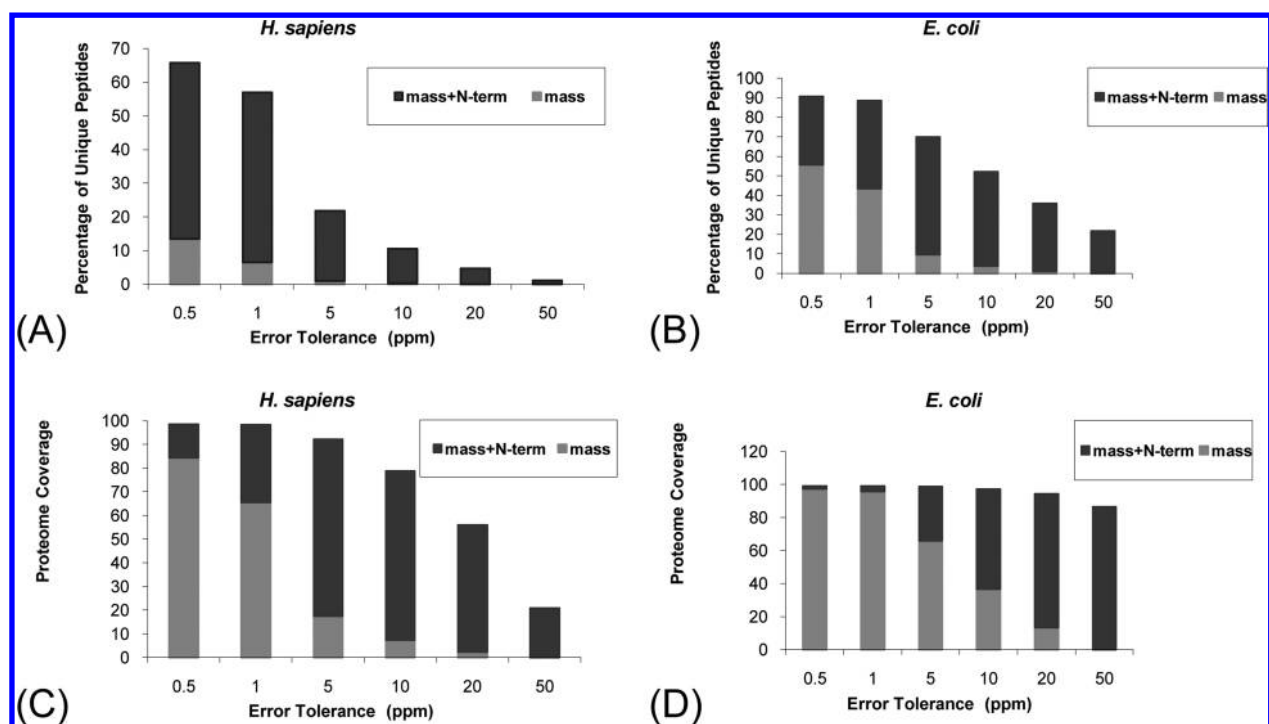 H. sapiens
Percentage of Unique Peptides
70
60
50
40
30
20
10
0
mass+N-term mass
0.5 1 5 10 20 50
Error Tolerance (ppm)
(A)
E. coli
Percentage of Unique Peptides
100
90
80
70
60
50
40
30
20
10
0
mass+N-term mass
0.5 1 5 10 20 50
Error Tolerance (ppm)
(B)
H. sapiens
Proteome Coverage
100
90
80
70
60
50
40
30
20
10
0
mass+N-term mass
0.5 1 5 10 20 50
Error Tolerance (ppm)
(C)
E. coli
Proteome Coverage
120
100
80
60
40
20
0
mass+N-term mass
0.5 1 5 10 20 50
Error Tolerance (ppm)
(D)